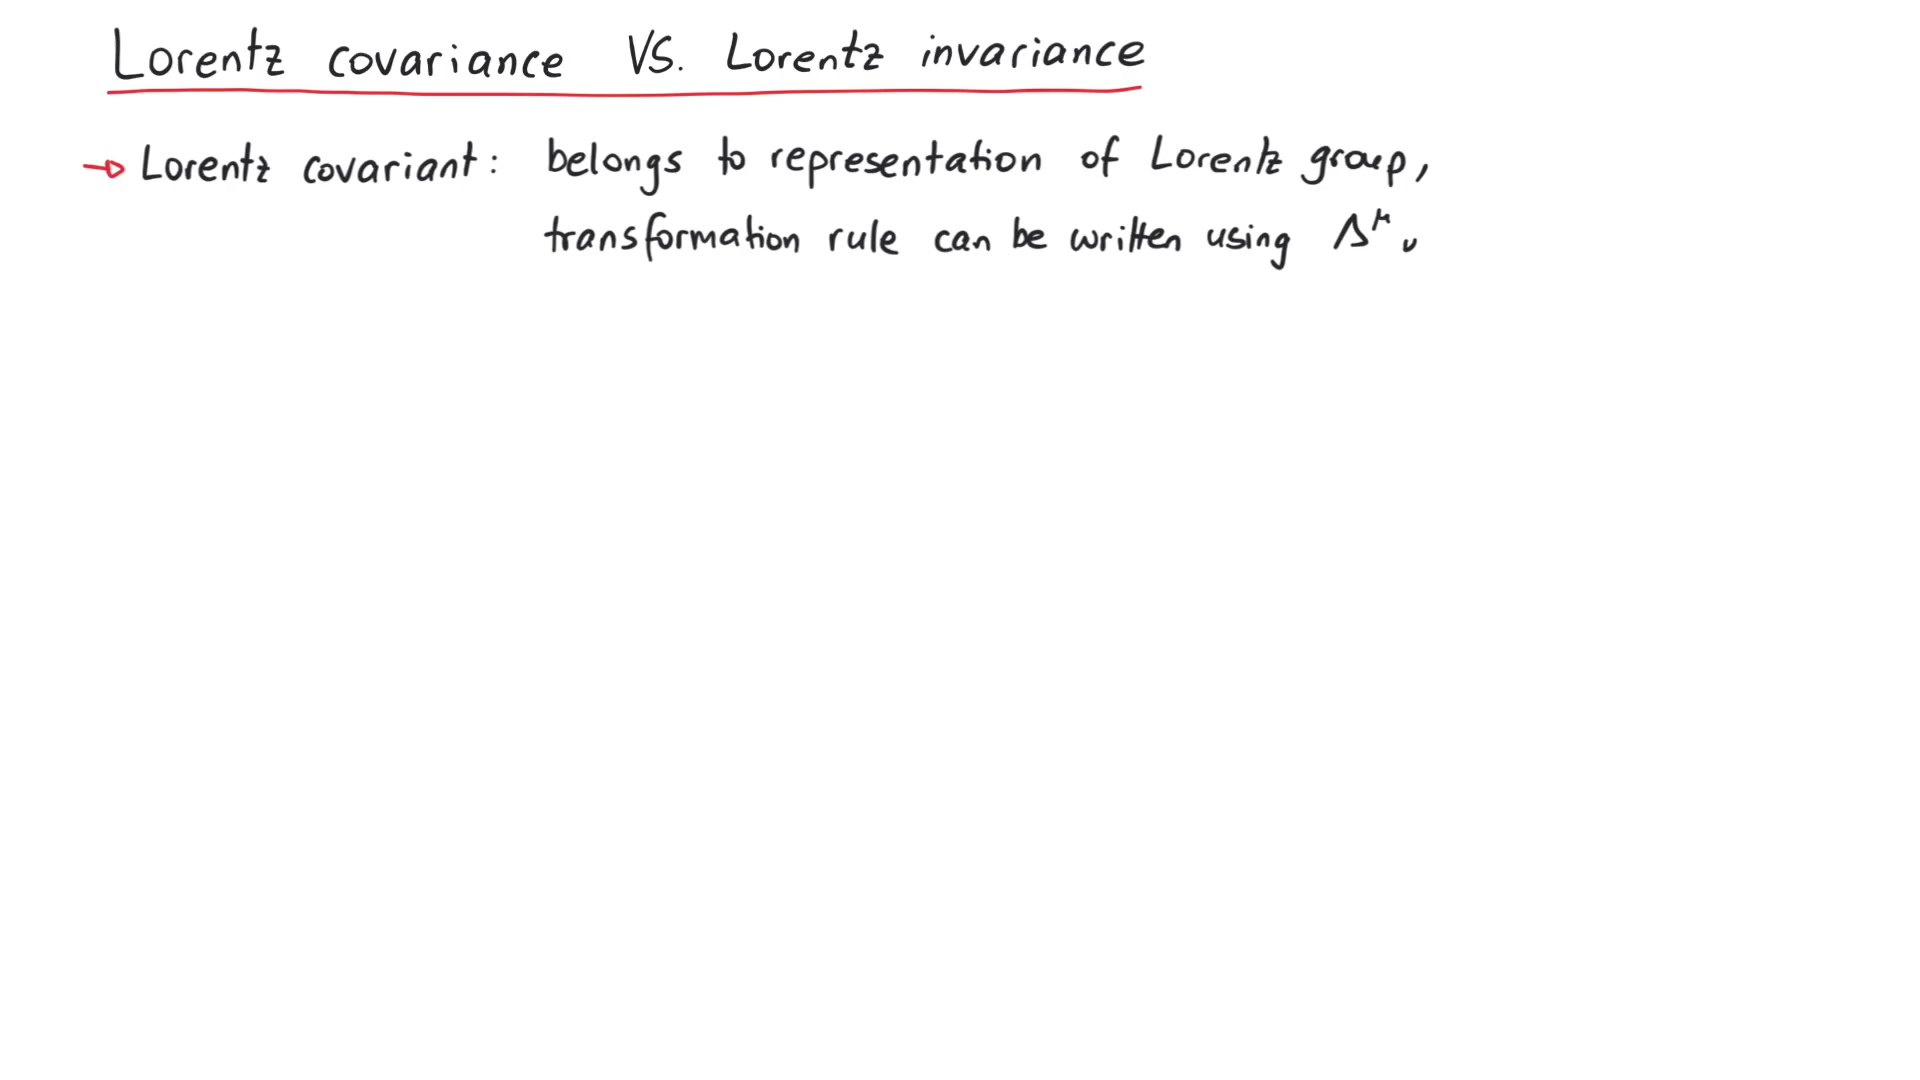 Lorentz covariance VS. Lorentz invariance
→ Lorentz covariant: belongs to representation of Lorentz group,
transformation rule can be written using Λ^μ_ν